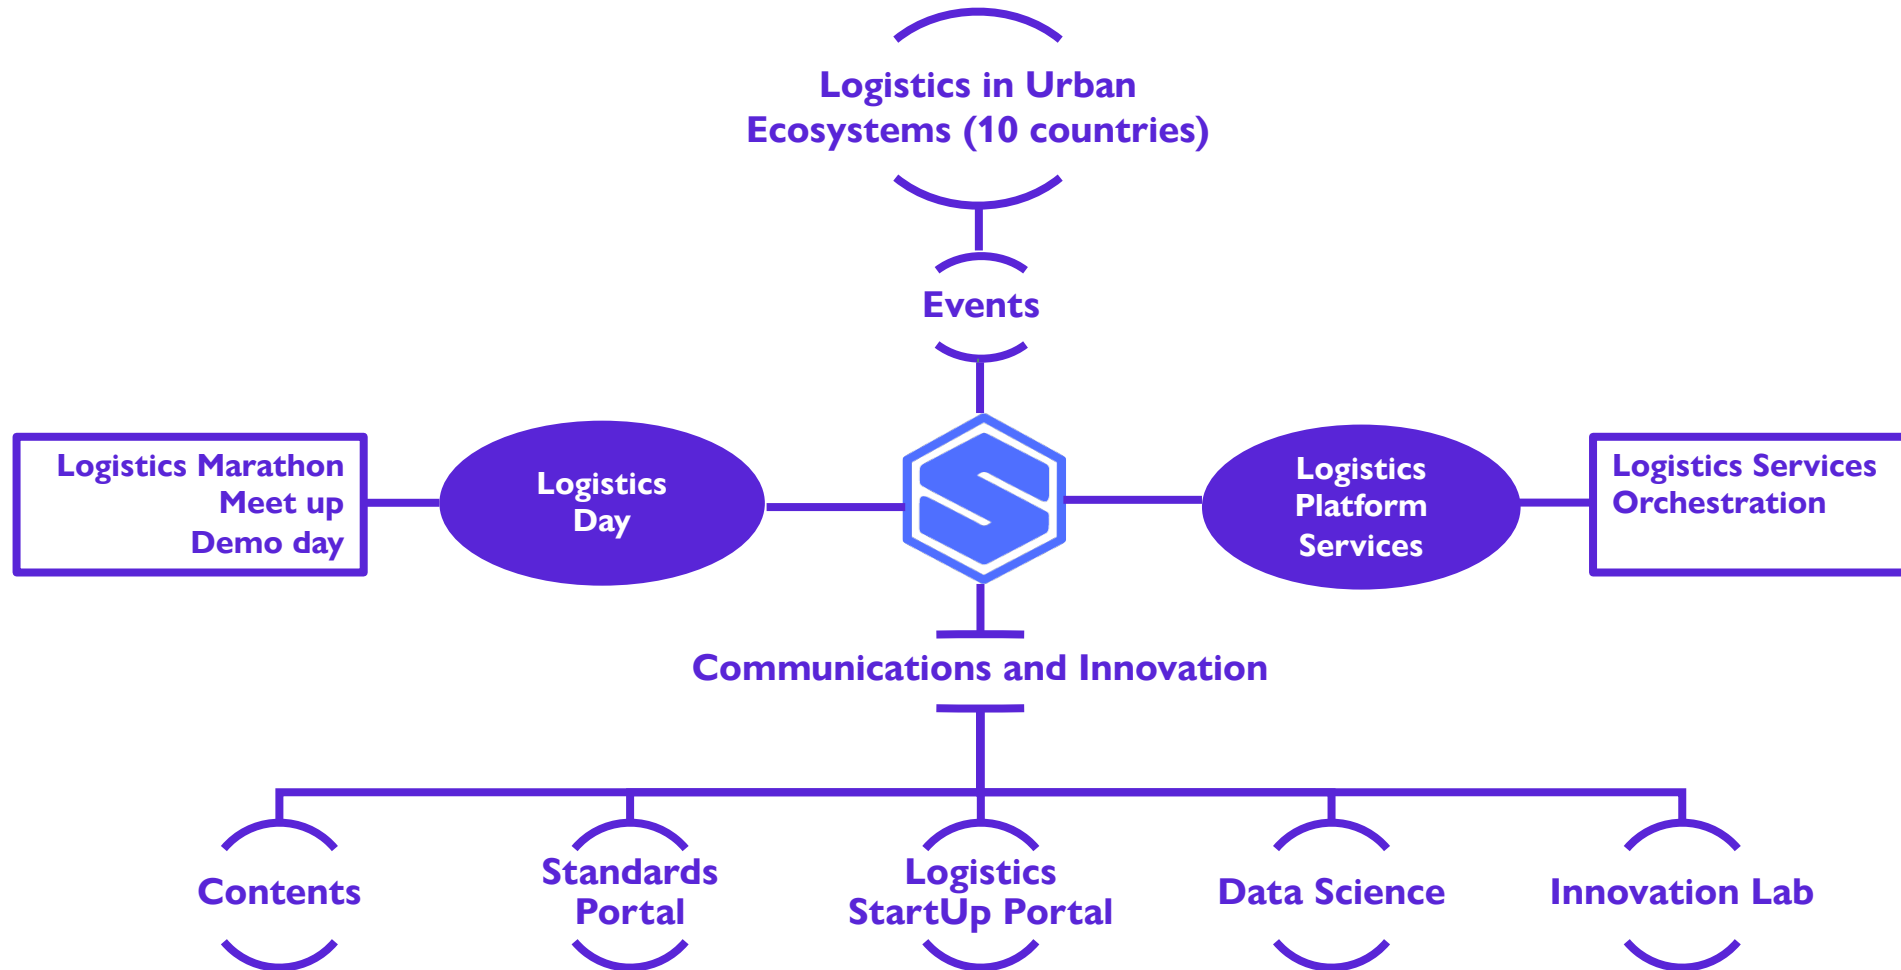 Logistics in Urban
Ecosystems (10 countries)
Events
Logistics Marathon
Meet up
Demo day
Logistics
Day
Logistics
Platform
Services
Logistics Services
Orchestration
Communications and Innovation
Contents
Standards
Portal
Logistics
StartUp Portal
Data Science
Innovation Lab